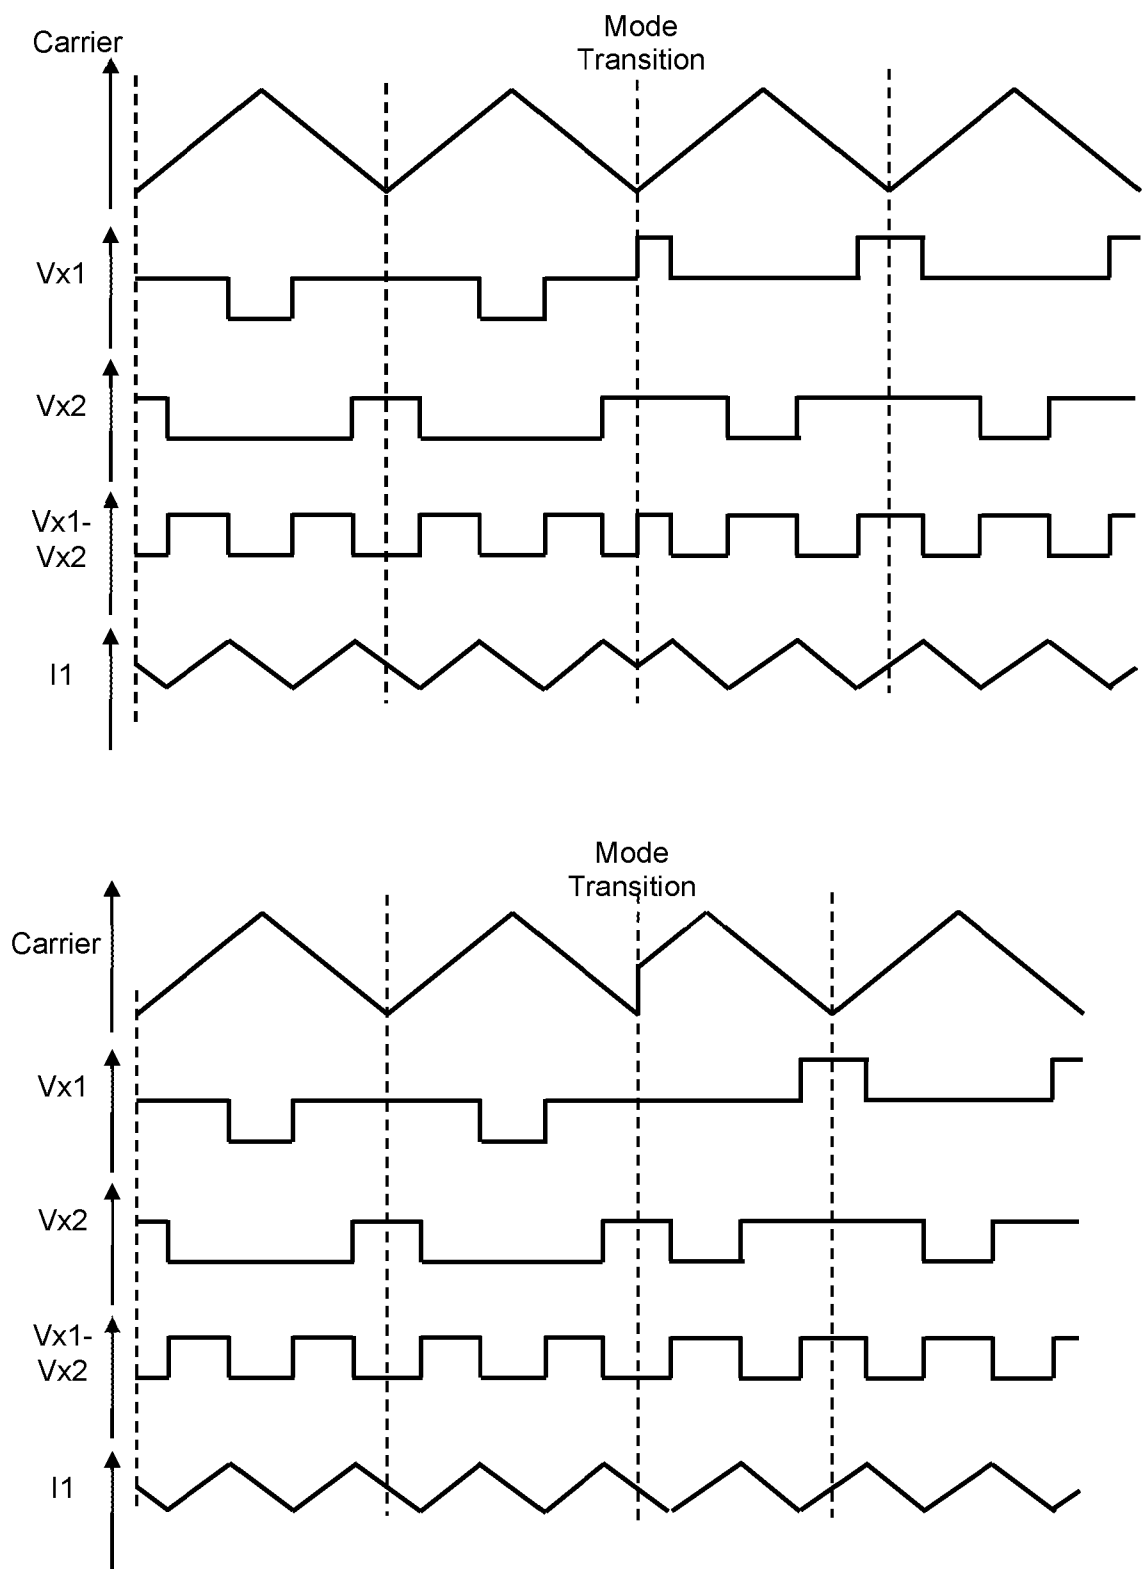 Mode
Transition
Carrier
Vx1
Vx2
Vx1-
Vx2
I1
Mode
Transition
Carrier
Vx1
Vx2
Vx1-
Vx2
I1